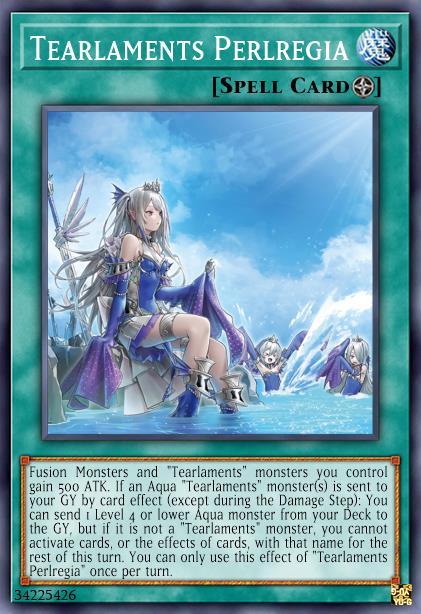 Tearlaments Perlregia
魔
[Spell Card]
Fusion Monsters and "Tearlaments" monsters you control
gain 500 ATK. If an Aqua "Tearlaments" monster(s) is sent to
your GY by card effect (except during the Damage Step): You
can send 1 Level 4 or lower Aqua monster from your Deck to
the GY, but if it is not a "Tearlaments" monster, you cannot
activate cards, or the effects of cards, with that name for the
rest of this turn. You can only use this effect of "Tearlaments
Perlregia" once per turn.
34225426